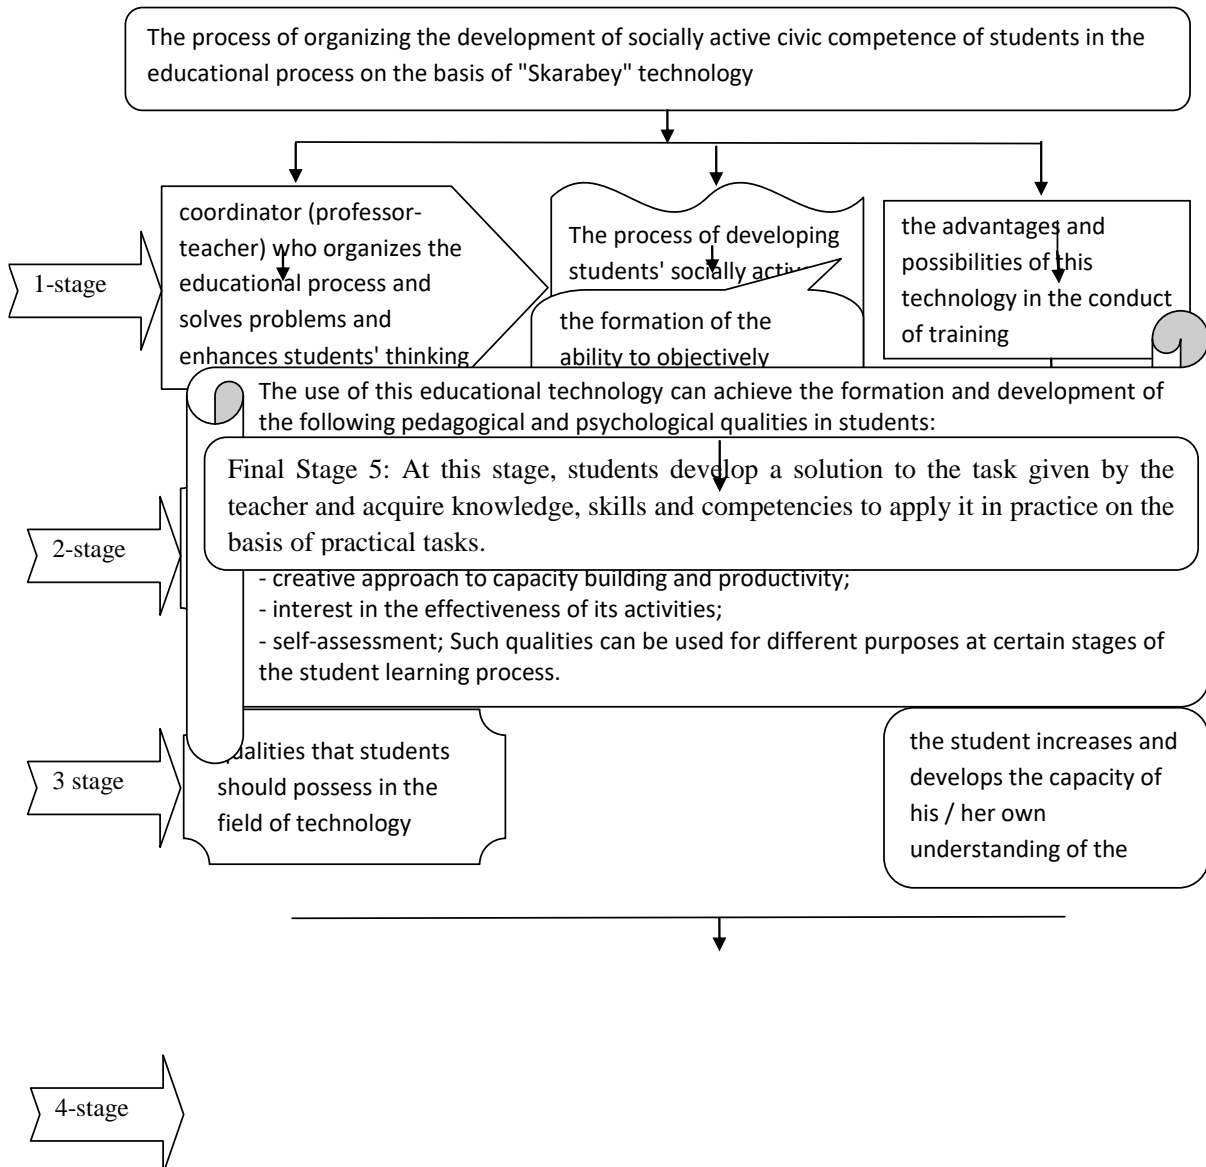 The process of organizing the development of socially active civic competence of students in the
educational process on the basis of "Skarabey" technology
1-stage
coordinator (professor-
teacher) who organizes the
educational process and
solves problems and
enhances students' thinking
The process of developing
students' socially active
the formation of the
ability to objectively
the advantages and
possibilities of this
technology in the conduct
of training
The use of this educational technology can achieve the formation and development of
the following pedagogical and psychological qualities in students:
Final Stage 5: At this stage, students develop a solution to the task given by the
teacher and acquire knowledge, skills and competencies to apply it in practice on the
basis of practical tasks.
2-stage
- creative approach to capacity building and productivity;
- interest in the effectiveness of its activities;
- self-assessment; Such qualities can be used for different purposes at certain stages of
the student learning process.
3 stage
qualities that students
should possess in the
field of technology
the student increases and
develops the capacity of
his / her own
understanding of the
4-stage